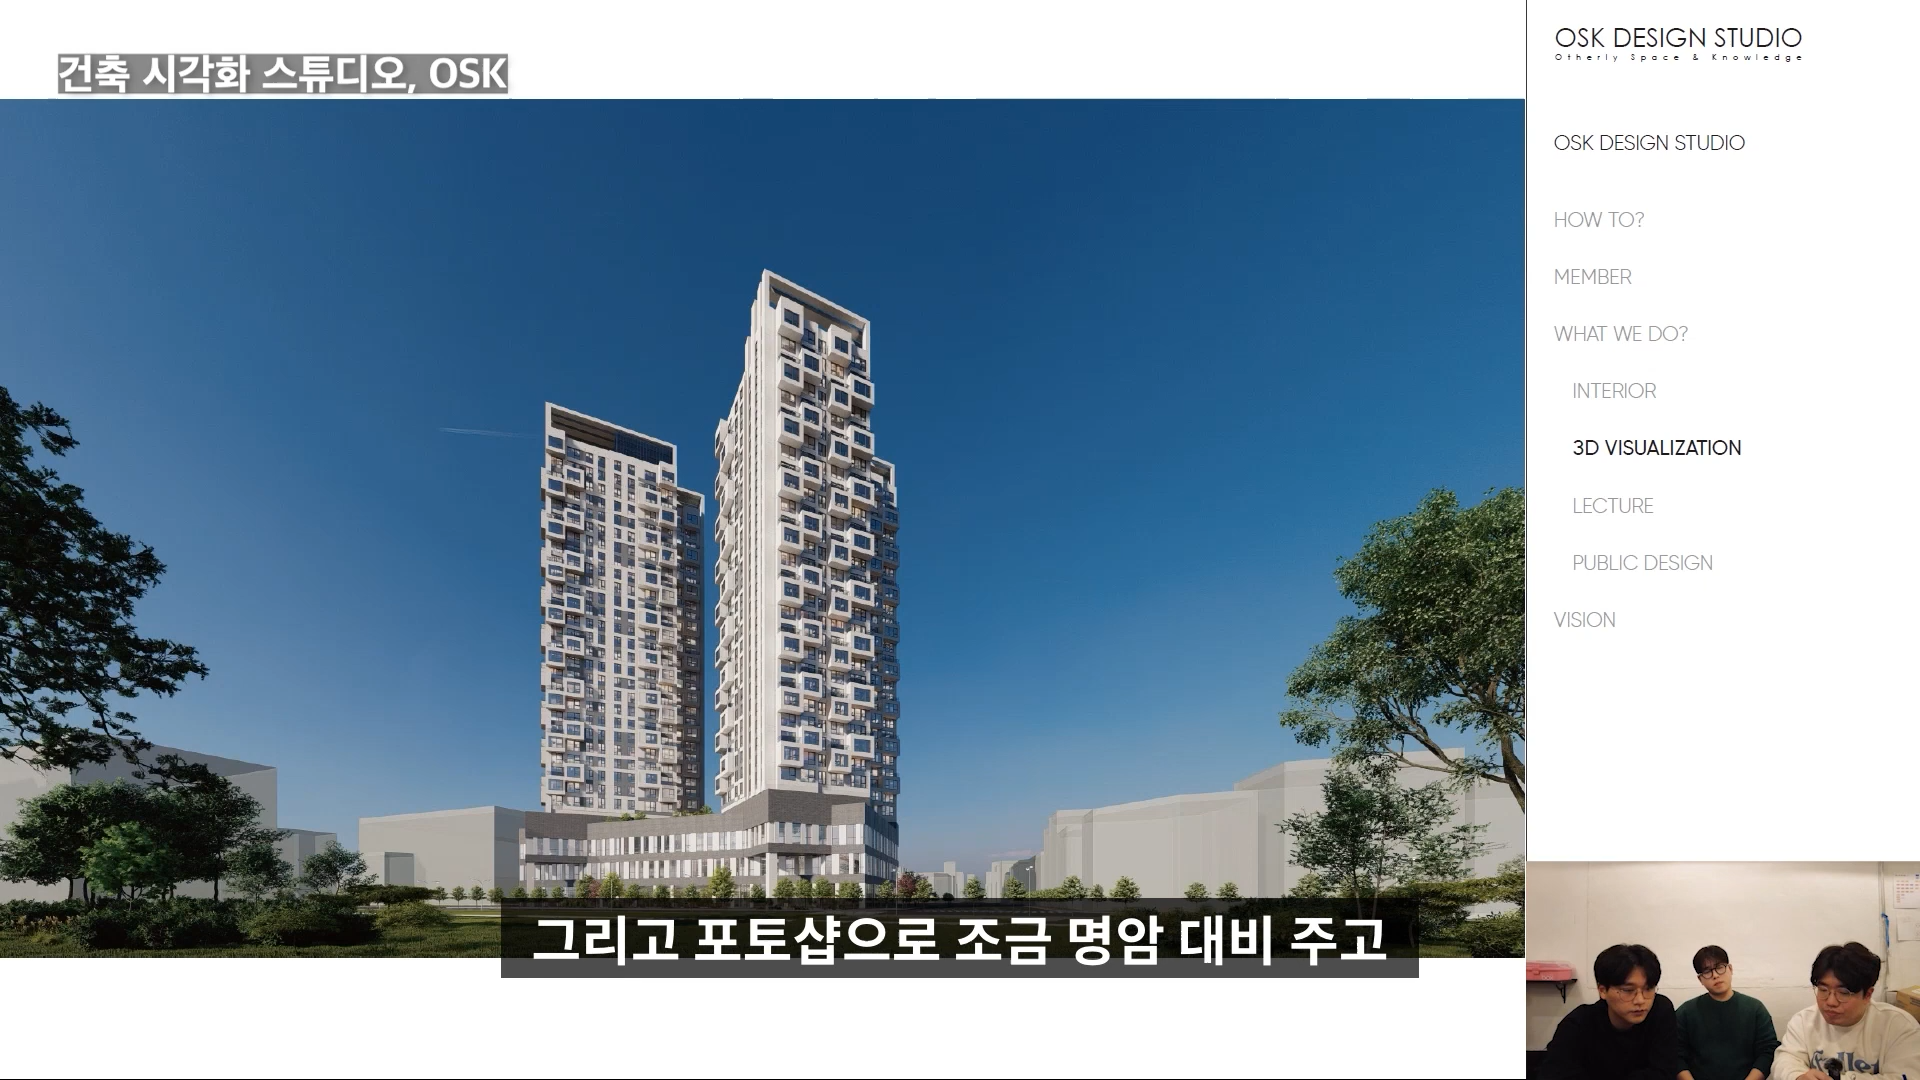 건축 시각화 스튜디오, OSK
OSK DESIGN STUDIO
Otherly Space & Knowledge
OSK DESIGN STUDIO
HOW TO?
MEMBER
WHAT WE DO?
INTERIOR
3D VISUALIZATION
LECTURE
PUBLIC DESIGN
VISION
그리고 포토샵으로 조금 명암 대비 주고